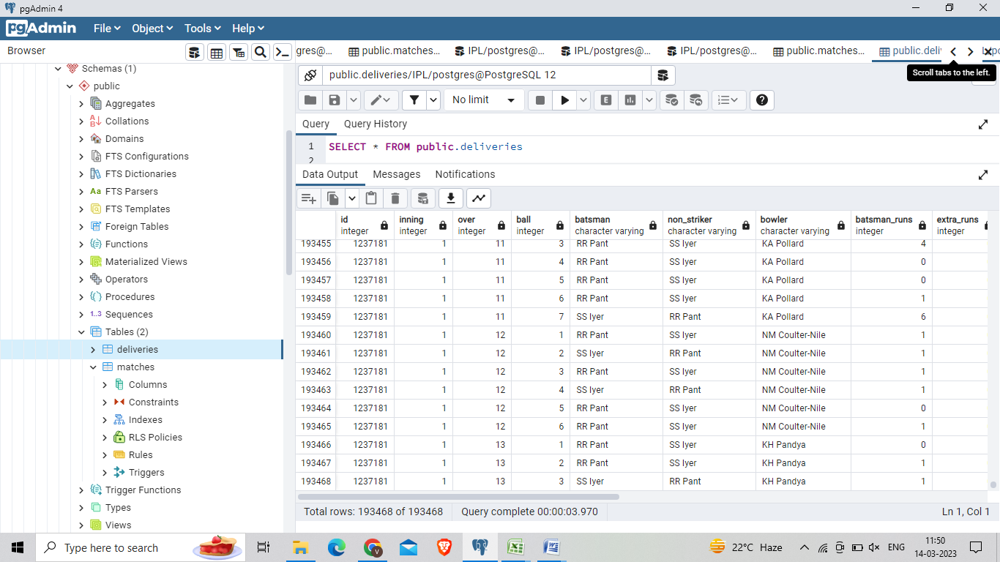 pgAdmin 4
pgAdmin File Object Tools Help
Browser
gres@... public.matches... IPL/postgres@... IPL/postgres@... IPL/postgres@... public.matches... public.deli
Scroll tabs to the left.
Schemas (1)
public
Aggregates
Collations
Domains
FTS Configurations
FTS Dictionaries
Aa FTS Parsers
FTS Templates
Foreign Tables
Functions
Materialized Views
Operators
Procedures
1..3 Sequences
Tables (2)
deliveries
matches
Columns
Constraints
Indexes
RLS Policies
Rules
Triggers
Trigger Functions
Types
Views
public.deliveries/IPL/postgres@PostgreSQL 12
No limit E
Query Query History
1 SELECT * FROM public.deliveries
2
Data Output Messages Notifications
id inning over ball batsman non_striker bowler batsman_runs extra_runs
integer integer integer integer character varying character varying character varying integer integer
193455 1237181 1 11 3 RR Pant SS Iyer KA Pollard 4
193456 1237181 1 11 4 RR Pant SS Iyer KA Pollard 0
193457 1237181 1 11 5 RR Pant SS Iyer KA Pollard 0
193458 1237181 1 11 6 RR Pant SS Iyer KA Pollard 1
193459 1237181 1 11 7 SS Iyer RR Pant KA Pollard 6
193460 1237181 1 12 1 RR Pant SS Iyer NM Coulter-Nile 1
193461 1237181 1 12 2 SS Iyer RR Pant NM Coulter-Nile 1
193462 1237181 1 12 3 RR Pant SS Iyer NM Coulter-Nile 1
193463 1237181 1 12 4 SS Iyer RR Pant NM Coulter-Nile 1
193464 1237181 1 12 5 RR Pant SS Iyer NM Coulter-Nile 0
193465 1237181 1 12 6 RR Pant SS Iyer NM Coulter-Nile 1
193466 1237181 1 13 1 RR Pant SS Iyer KH Pandya 0
193467 1237181 1 13 2 RR Pant SS Iyer KH Pandya 1
193468 1237181 1 13 3 SS Iyer RR Pant KH Pandya 1
Total rows: 193468 of 193468 Query complete 00:00:03.970 Ln 1, Col 1
Type here to search 22°C Haze ENG 11:50
14-03-2023